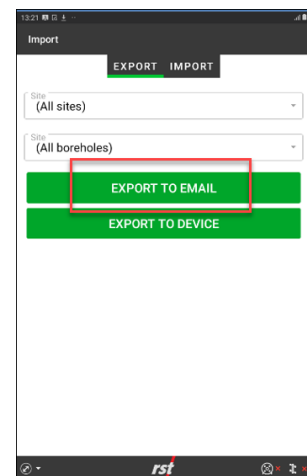 13:21
Import
EXPORT IMPORT
Site
(All sites)
Site
(All boreholes)
EXPORT TO EMAIL
EXPORT TO DEVICE
rst